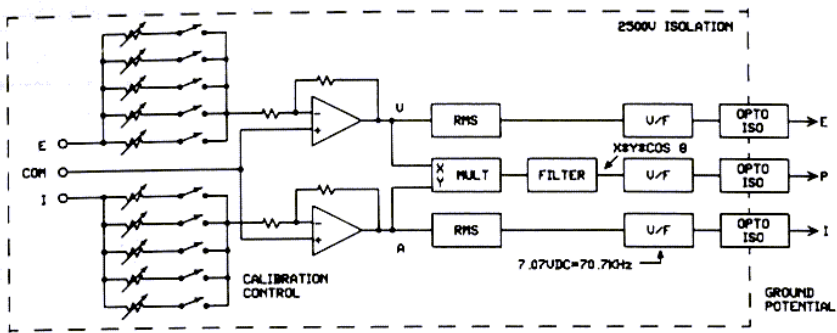 2500V ISOLATION
V
RMS
V/F
OPTO
ISO
E
E
X*Y*COS θ
COM
X
Y
MULT
FILTER
V/F
OPTO
ISO
P
I
RMS
V/F
OPTO
ISO
I
A
7.07VDC=70.7KHz
CALIBRATION
CONTROL
GROUND
POTENTIAL
-
+
-
+